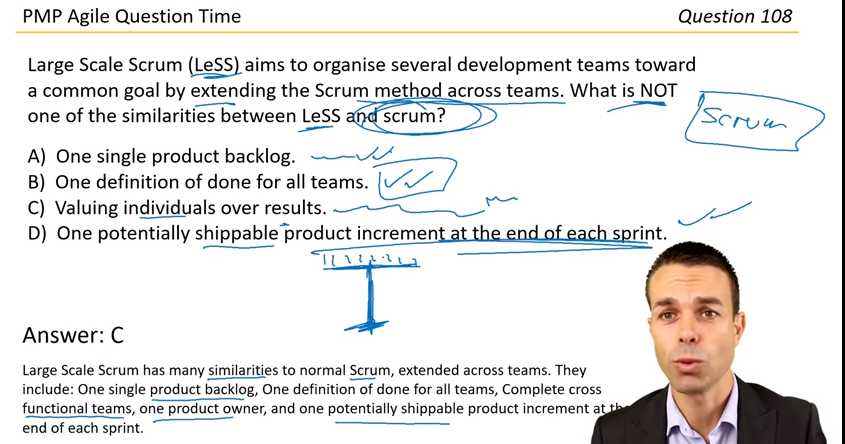 PMP Agile Question Time
Question 108
Large Scale Scrum (LeSS) aims to organise several development teams toward
a common goal by extending the Scrum method across teams. What is NOT
one of the similarities between LeSS and scrum?
Scrum
A) One single product backlog.
B) One definition of done for all teams.
C) Valuing individuals over results.
D) One potentially shippable product increment at the end of each sprint.
Answer: C
Large Scale Scrum has many similarities to normal Scrum, extended across teams. They
include: One single product backlog, One definition of done for all teams, Complete cross
functional teams, one product owner, and one potentially shippable product increment at the
end of each sprint.